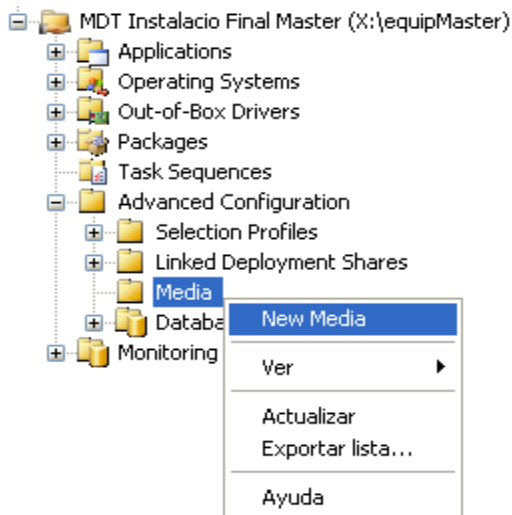 MDT Instalacio Final Master (X:\equipMaster)
Applications
Operating Systems
Out-of-Box Drivers
Packages
Task Sequences
Advanced Configuration
Selection Profiles
Linked Deployment Shares
Media
New Media
Databa
Monitoring
Ver
Actualizar
Exportar lista...
Ayuda